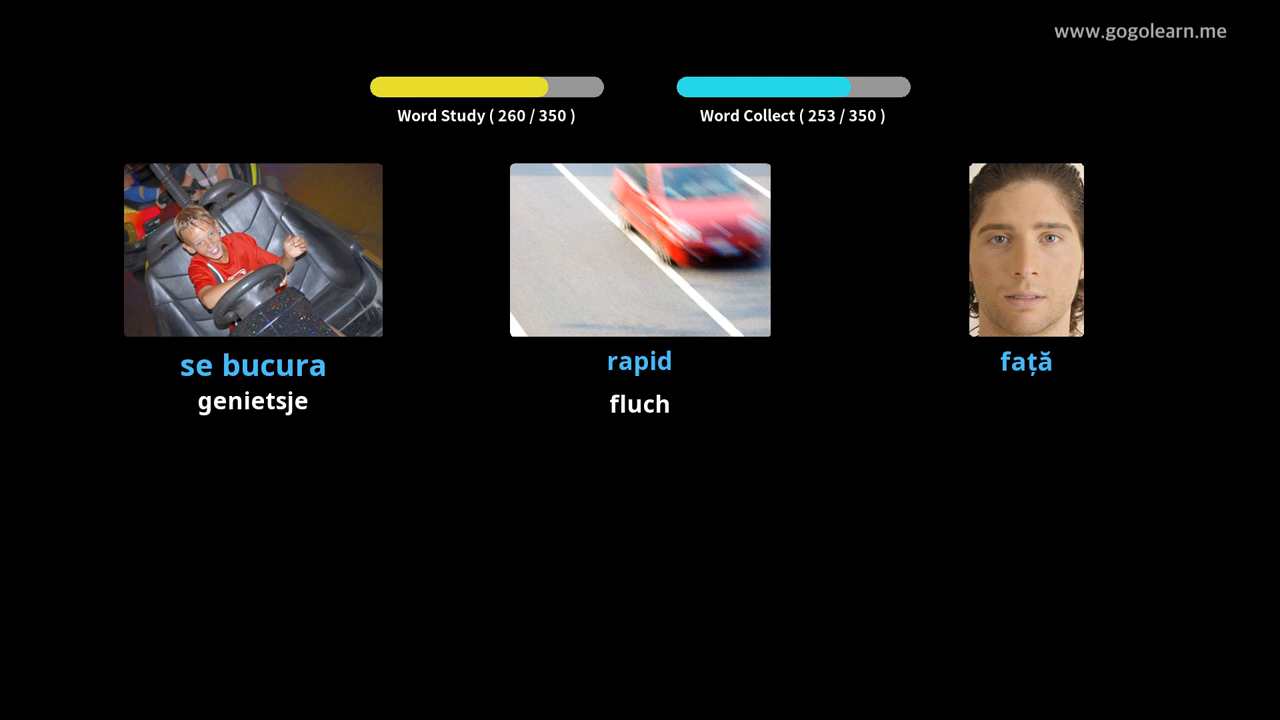 www.gogolearn.me
Word Study ( 260 / 350 )
Word Collect ( 253 / 350 )
se bucura
rapid
față
genietsje
fluch